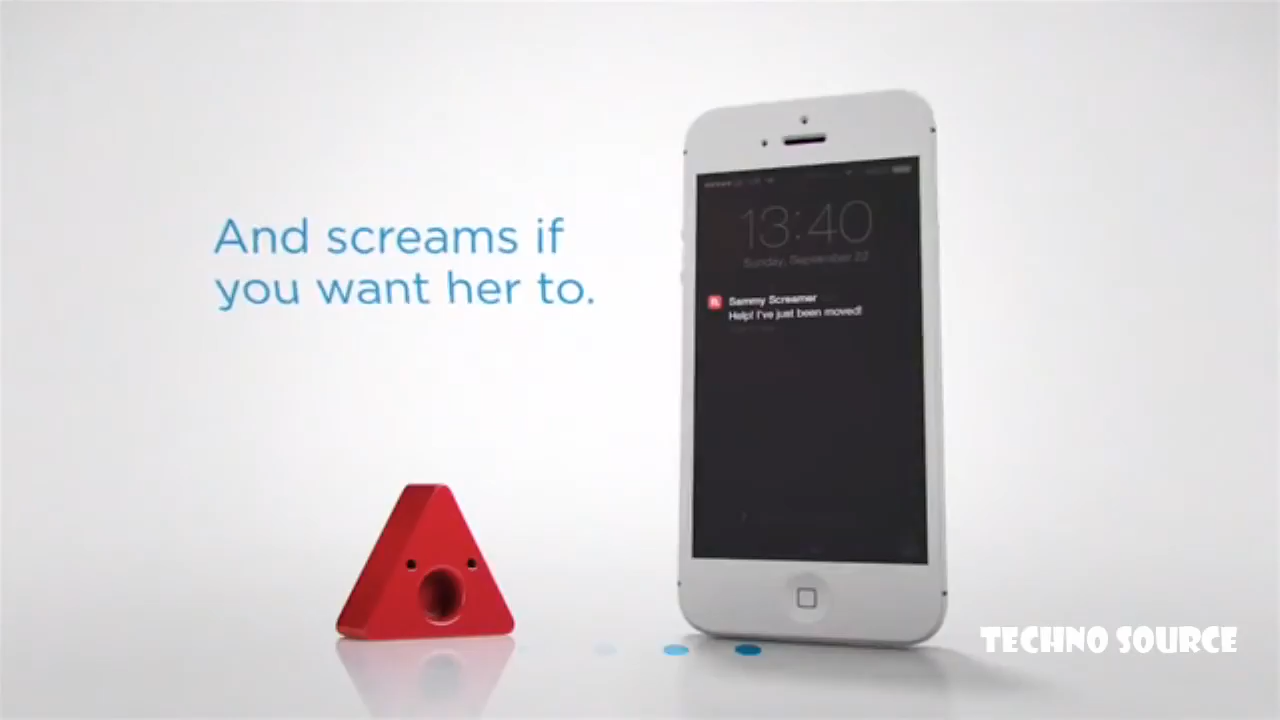 And screams if
you want her to.
13:40
Sunday, September 22
Sammy Screamer
Help! I've just been moved!
TECHNO SOURCE